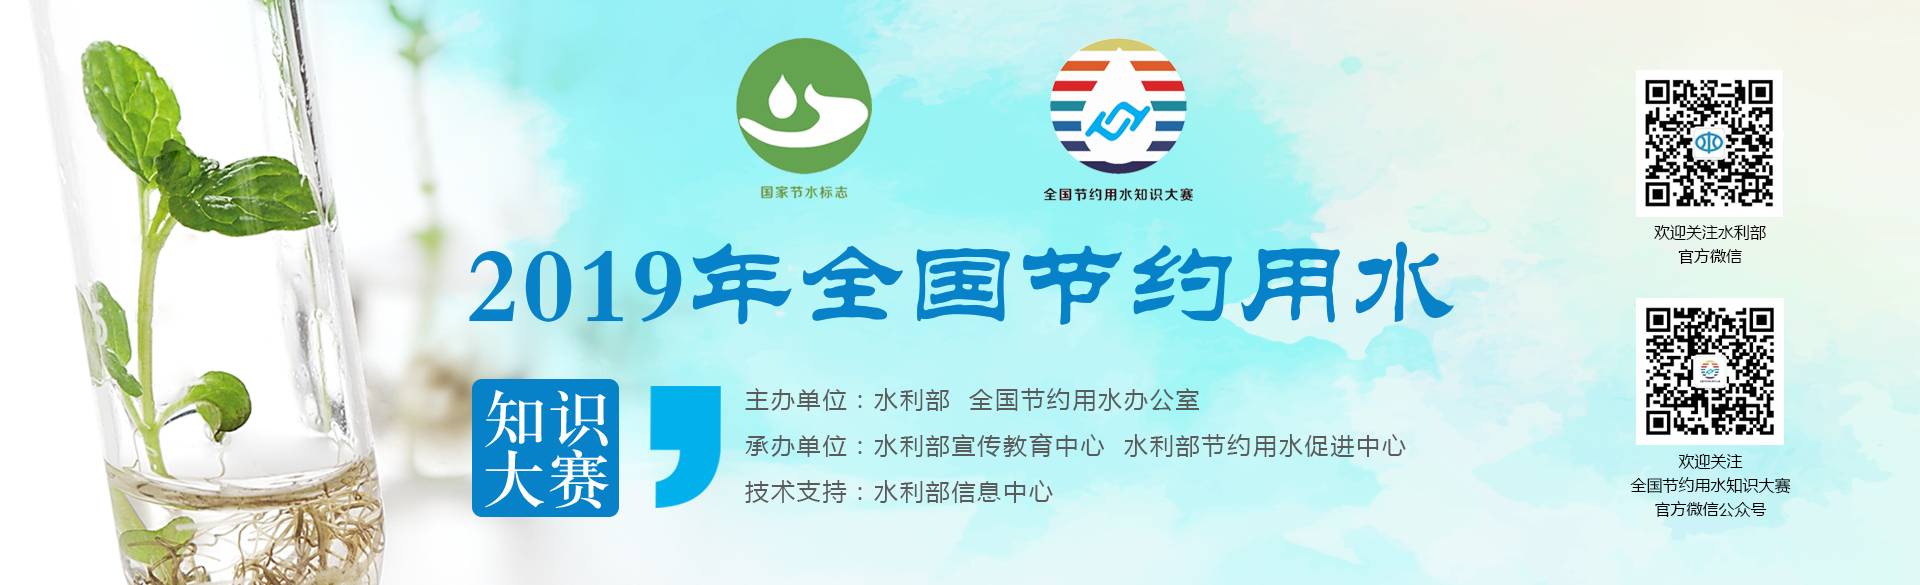 国家节水标志
全国节约用水知识大赛
2019年全国节约用水
知识
大赛
主办单位：水利部 全国节约用水办公室
承办单位：水利部宣传教育中心 水利部节约用水促进中心
技术支持：水利部信息中心
欢迎关注水利部
官方微信
欢迎关注
全国节约用水知识大赛
官方微信公众号